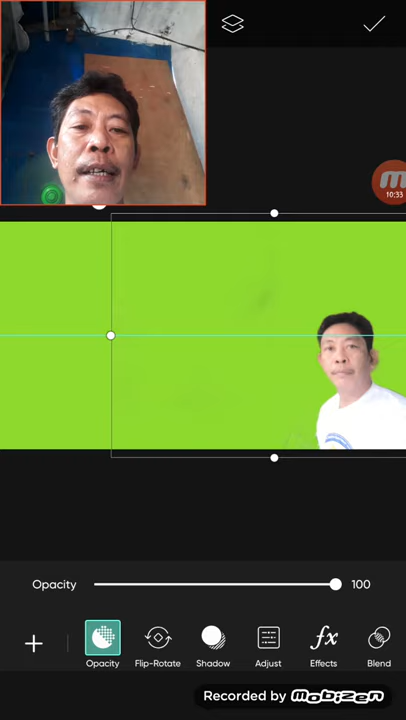 10:33
Opacity 100
Opacity Flip-Rotate Shadow Adjust Effects Blend
Recorded by mobizen